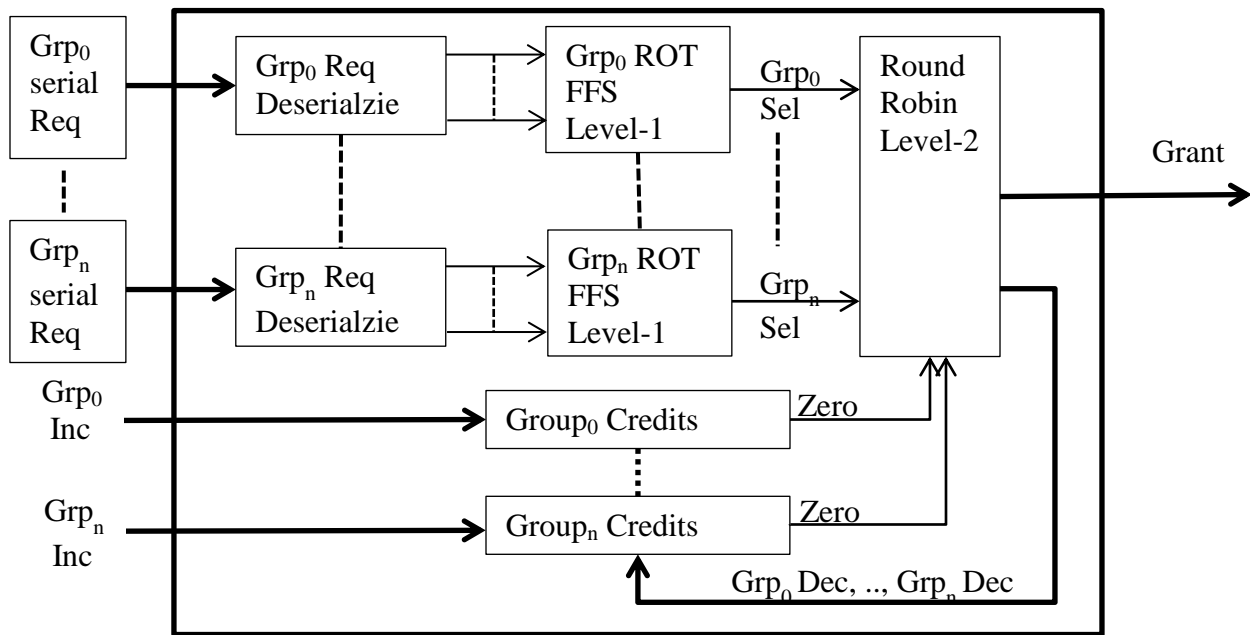 Grp0
serial
Req
Grp0 Req
Deserialzie
Grp0 ROT
FFS
Level-1
Grp0
Sel
Round
Robin
Level-2
Grant
Grpn
serial
Req
Grpn Req
Deserialzie
Grpn ROT
FFS
Level-1
Grpn
Sel
Grp0
Inc
Group0 Credits
Zero
Grpn
Inc
Groupn Credits
Zero
Grp0 Dec, .., Grpn Dec